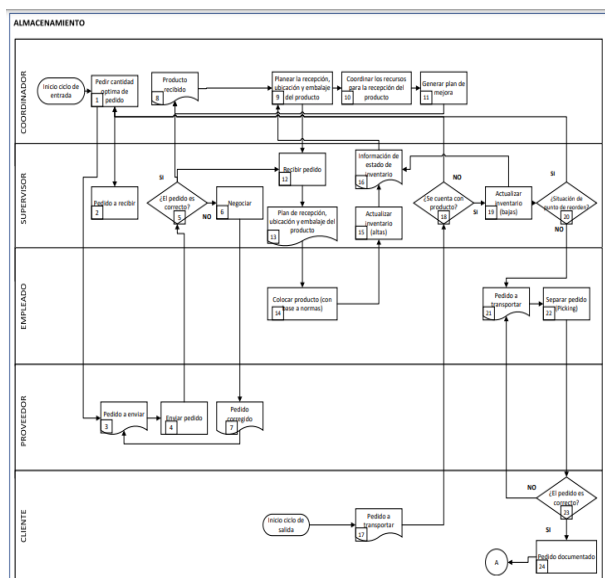 ALMACENAMIENTO
COORDINADOR
Inicio ciclo de
entrada
Pedir cantidad
optima de
pedido
1
Producto
recibido
8
Planear la recepción,
ubicación y embalaje
del producto
9
Coordinar los recursos
para la recepción del
producto
10
Generar plan de
mejora
11
SUPERVISOR
Pedido a recibir
2
SI
¿El pedido es
correcto?
5
NO
Negociar
6
Recibir pedido
12
Plan de recepción,
ubicación y embalaje del
producto
13
Información de
estado de
inventario
16
Actualizar
inventario
(altas)
15
NO
¿Se cuenta con
producto?
18
SI
Actualizar
inventario
(bajas)
19
SI
¿Situación de
punto de reorden?
20
NO
EMPLEADO
Colocar producto (con
base a normas)
14
Pedido a
transportar
21
Separar pedido
(Picking)
22
PROVEEDOR
Pedido a enviar
3
Enviar pedido
4
Pedido
corregido
7
CLIENTE
Inicio ciclo de
salida
Pedido a
transportar
17
NO
¿El pedido es
correcto?
23
SI
Pedido documentado
24
A